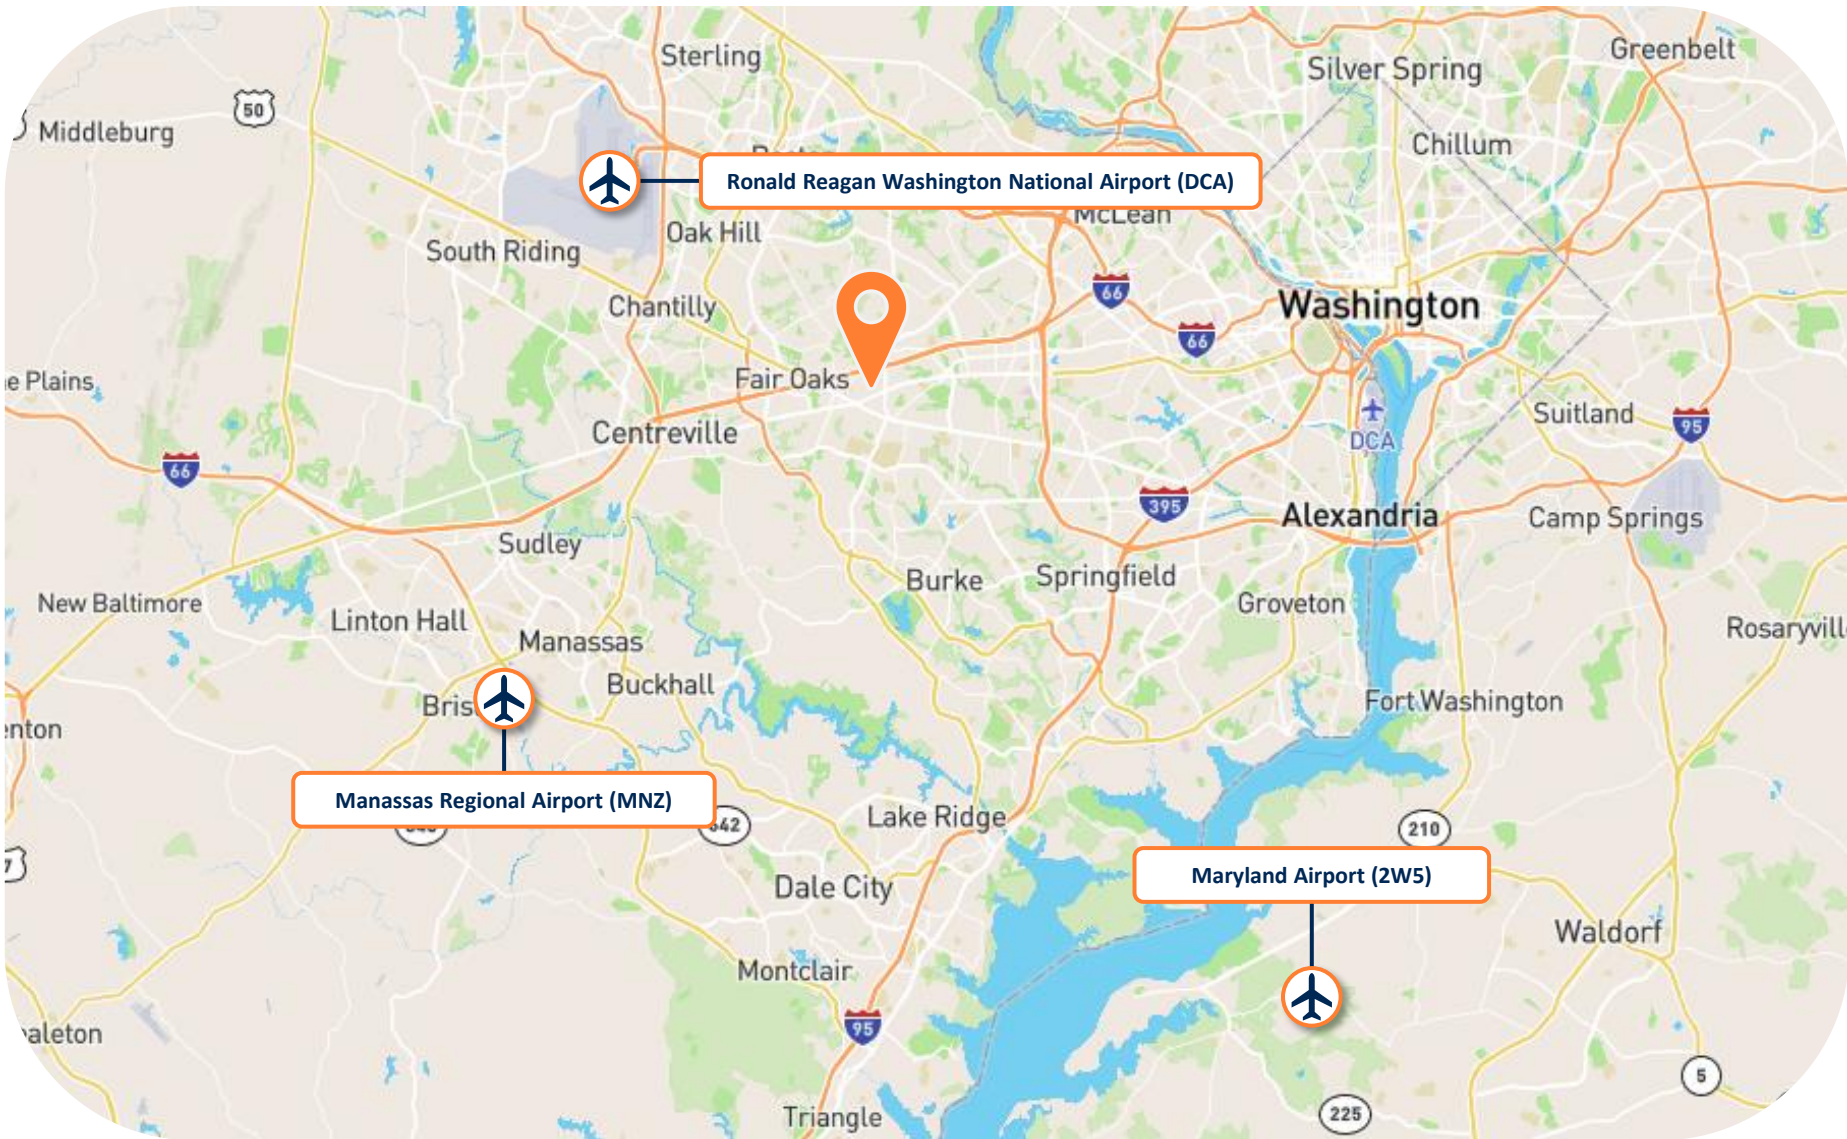 Sterling
Greenbelt
Silver Spring
50
Middleburg
Chillum
Ronald Reagan Washington National Airport (DCA)
McLean
Oak Hill
South Riding
66
Chantilly
Washington
66
Fair Oaks
e Plains
Suitland
DCA
95
Centreville
66
395
Alexandria
Camp Springs
Sudley
Burke
Springfield
New Baltimore
Groveton
Linton Hall
Rosaryvill
Manassas
Buckhall
Bris
Fort Washington
enton
Manassas Regional Airport (MNZ)
Lake Ridge
642
210
7
Maryland Airport (2W5)
Dale City
Waldorf
Montclair
95
aleton
5
Triangle
225